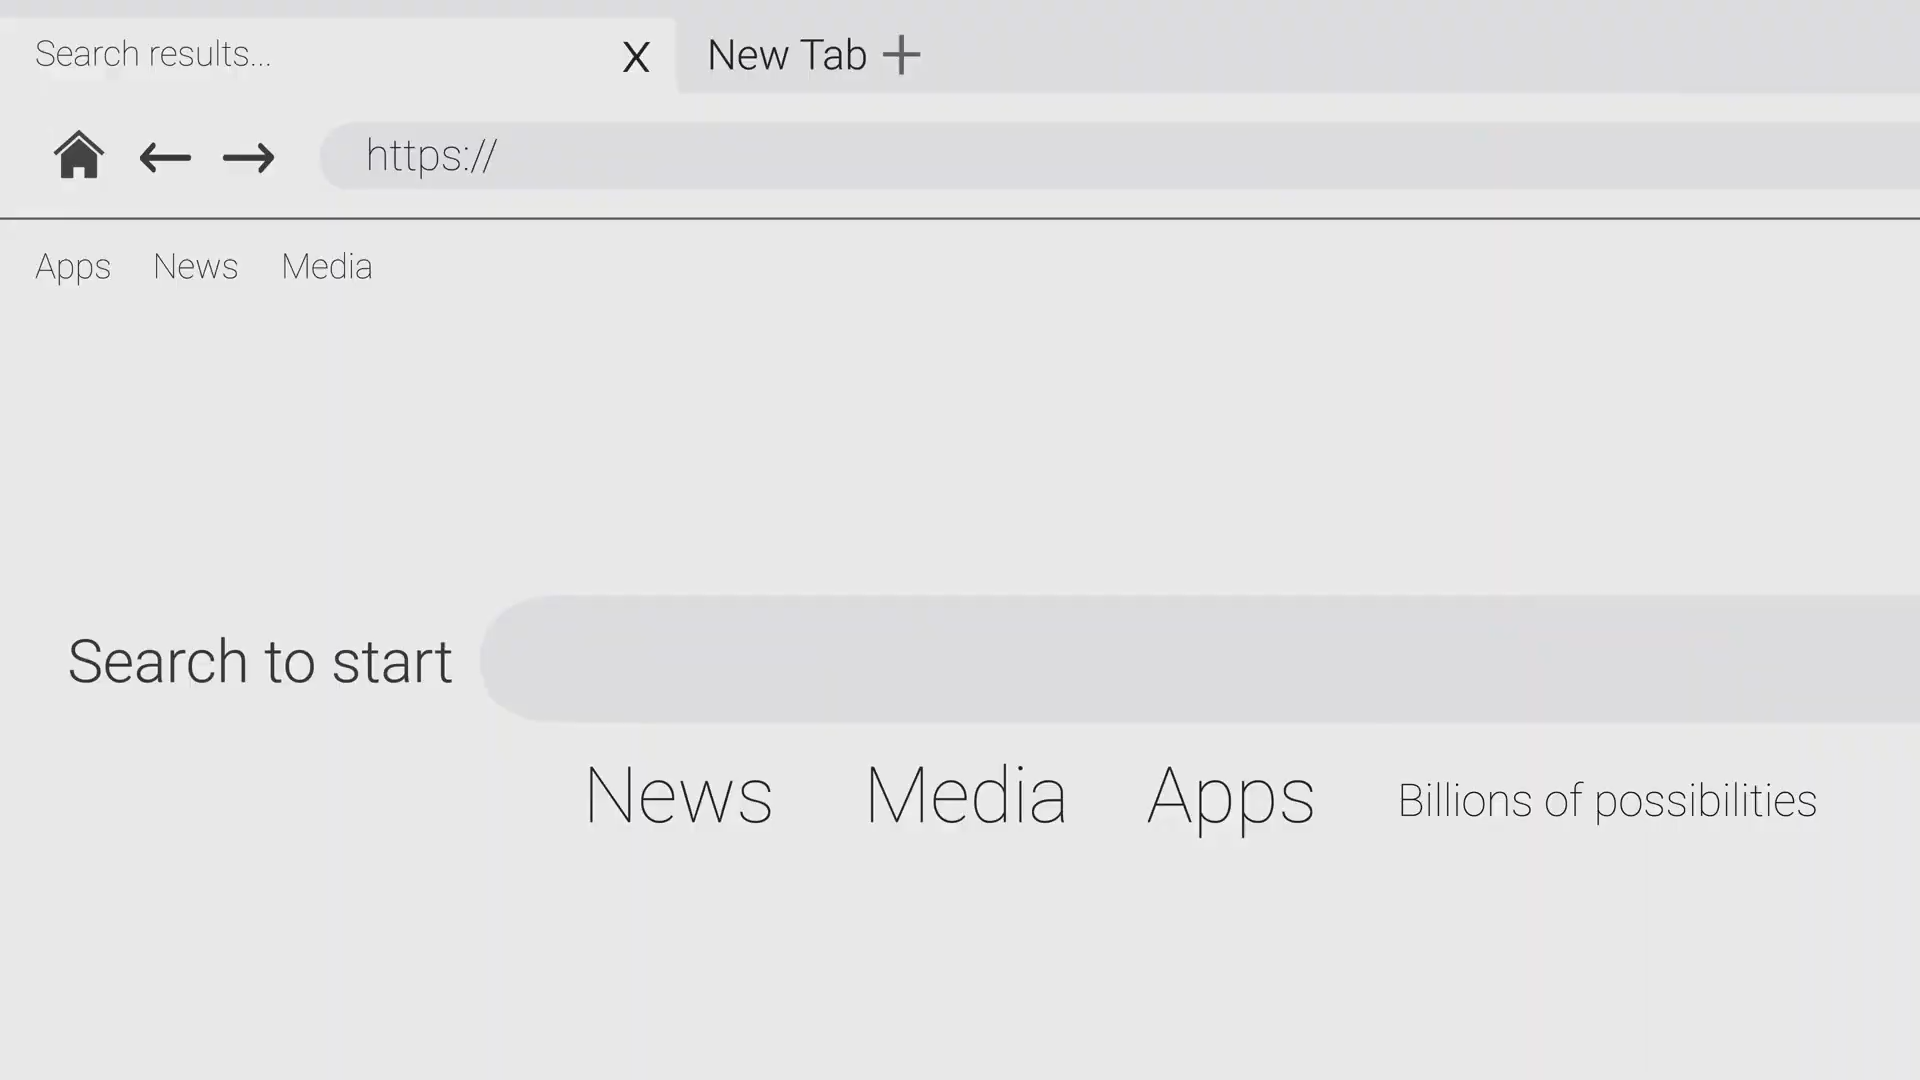 Search results... X New Tab +
https://
Apps News Media
Search to start
News Media Apps Billions of possibilities